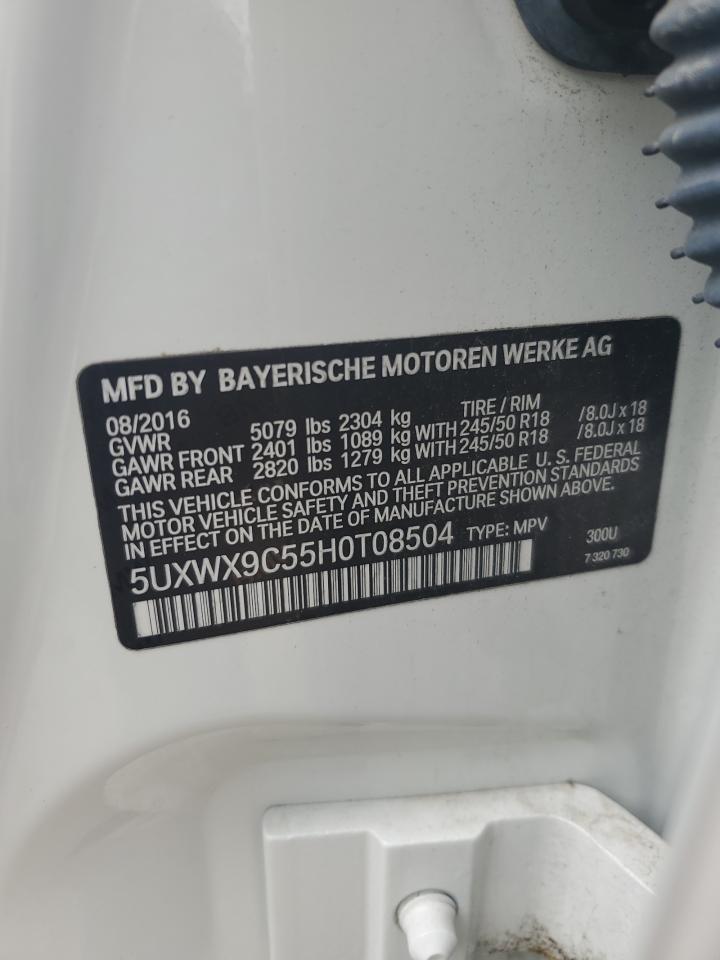 MFD BY BAYERISCHE MOTOREN WERKE AG
08/2016 TIRE / RIM
GVWR 5079 lbs 2304 kg
GAWR FRONT 2401 lbs 1089 kg WITH 245/50 R18 /8.0J x 18
GAWR REAR 2820 lbs 1279 kg WITH 245/50 R18 /8.0J x 18
THIS VEHICLE CONFORMS TO ALL APPLICABLE U.S. FEDERAL
MOTOR VEHICLE SAFETY AND THEFT PREVENTION STANDARDS
IN EFFECT ON THE DATE OF MANUFACTURE SHOWN ABOVE.
5UXWX9C55H0T08504 TYPE: MPV 300U
7 320 730